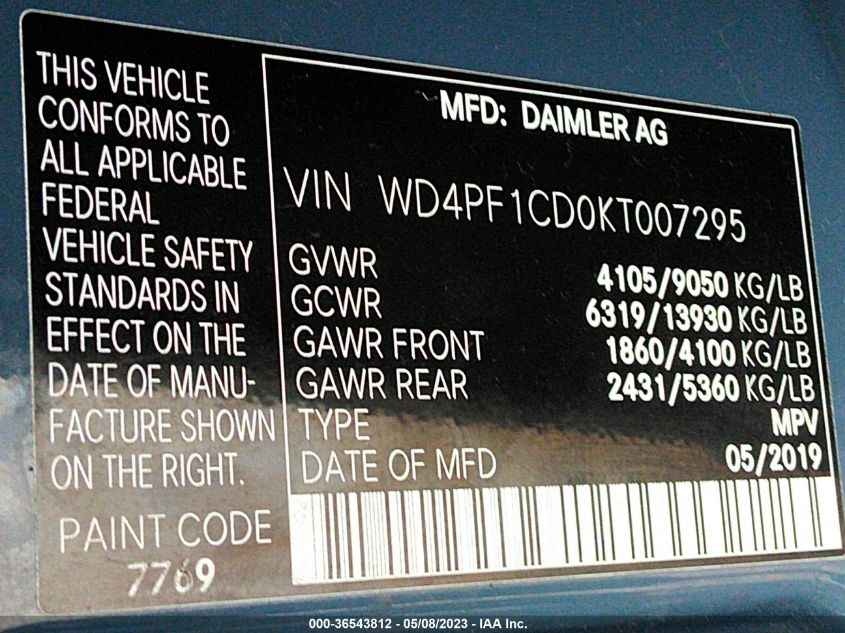 THIS VEHICLE
CONFORMS TO
ALL APPLICABLE
FEDERAL
VEHICLE SAFETY
STANDARDS IN
EFFECT ON THE
DATE OF MANU-
FACTURE SHOWN
ON THE RIGHT.
PAINT CODE
7769
MFD: DAIMLER AG
VIN WD4PF1CD0KT007295
GVWR 4105/9050 KG/LB
GCWR 6319/13930 KG/LB
GAWR FRONT 1860/4100 KG/LB
GAWR REAR 2431/5360 KG/LB
TYPE MPV
DATE OF MFD 05/2019
000-36543812 - 05/08/2023 - IAA Inc.